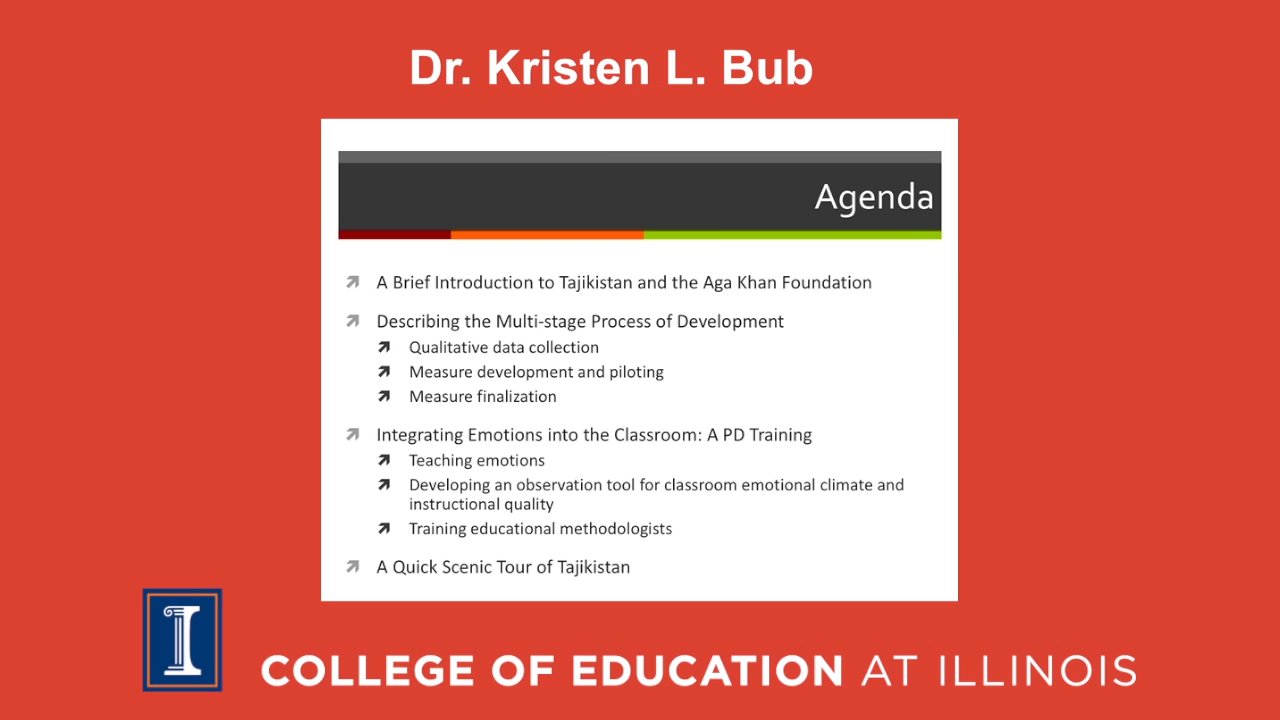 Dr. Kristen L. Bub
Agenda
A Brief Introduction to Tajikistan and the Aga Khan Foundation
Describing the Multi-stage Process of Development
Qualitative data collection
Measure development and piloting
Measure finalization
Integrating Emotions into the Classroom: A PD Training
Teaching emotions
Developing an observation tool for classroom emotional climate and
instructional quality
Training educational methodologists
A Quick Scenic Tour of Tajikistan
I
COLLEGE OF EDUCATION AT ILLINOIS